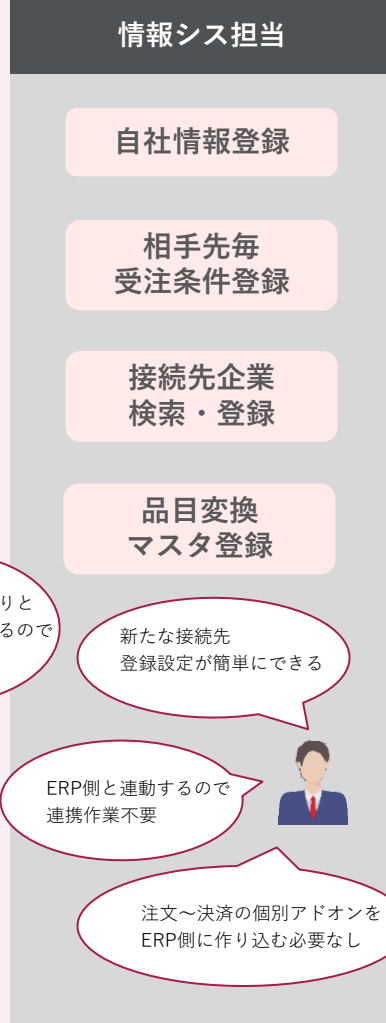 情報シス担当
自社情報登録
相手先毎
受注条件登録
接続先企業
検索・登録
品目変換
マスタ登録
りと
るので
新たな接続先
登録設定が簡単にできる
ERP側と連動するので
連携作業不要
注文～決済の個別アドオンを
ERP側に作り込む必要なし